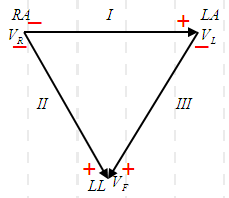 RA − I + LA
V_R − V_L −
II III
+ +
LL V_F